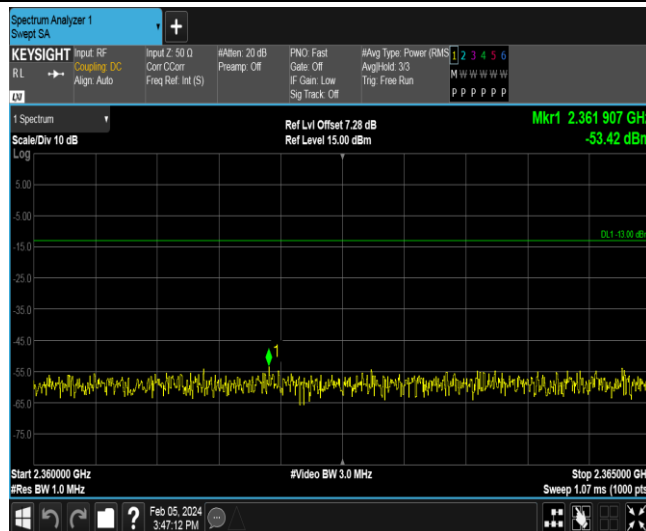 Spectrum Analyzer 1
Swept SA
KEYSIGHT
RL
Input: RF
Coupling: DC
Align: Auto
Input Z: 50 Ω
Corr CCorr
Freq Ref: Int (S)
#Atten: 20 dB
Preamp: Off
PNO: Fast
Gate: Off
IF Gain: Low
Sig Track: Off
#Avg Type: Power (RMS
Avg|Hold: 3/3
Trig: Free Run
1 2 3 4 5 6
M W W W W W
P P P P P P
1 Spectrum
Scale/Div 10 dB
Ref Lvl Offset 7.28 dB
Ref Level 15.00 dBm
Mkr1 2.361 907 GHz
-53.42 dBm
Log
5.00
-5.00
DL1 -13.00 dBm
-15.0
-25.0
-35.0
-45.0
1
-55.0
-65.0
-75.0
Start 2.360000 GHz
#Video BW 3.0 MHz
Stop 2.365000 GHz
#Res BW 1.0 MHz
Sweep 1.07 ms (1000 pts
?
Feb 05, 2024
3:47:12 PM